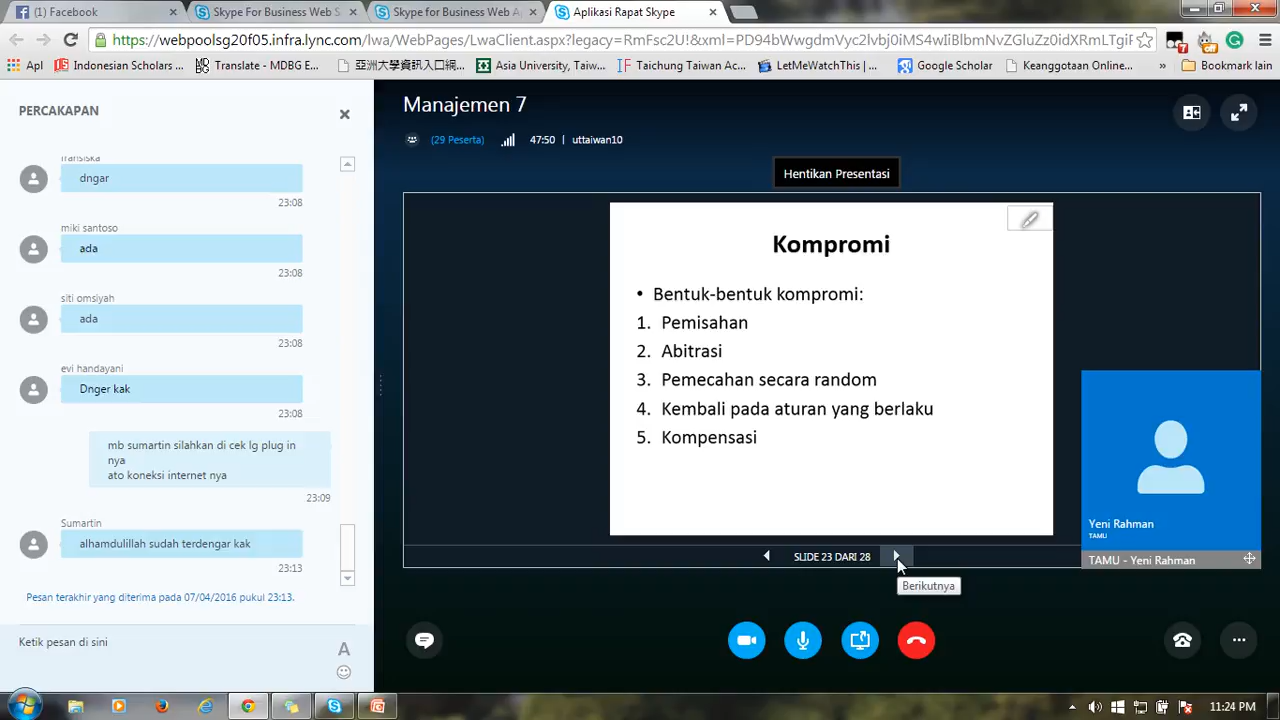 (1) Facebook
Skype For Business Web S
Skype for Business Web Ap
Aplikasi Rapat Skype
https://webpoolsg20f05.infra.lync.com/lwa/WebPages/LwaClient.aspx?legacy=RmFsc2U!&xml=PD94bWwgdmVyc2lvbj0iMS4wIiBlbmNvZGluZz0idXRmLTgiP
Apl
Indonesian Scholars...
Translate - MDBG E...
亞洲大學資訊入口網...
Asia University, Taiw...
Taichung Taiwan Ac...
LetMeWatchThis |...
Google Scholar
Keanggotaan Online...
»
Bookmark lain
PERCAKAPAN
fransiska
dngar
23:08
miki santoso
ada
23:08
siti omsiyah
ada
23:08
evi handayani
Dnger kak
23:08
mb sumartin silahkan di cek lg plug in
nya
ato koneksi internet nya
23:09
Sumartin
alhamdulillah sudah terdengar kak
23:13
Pesan terakhir yang diterima pada 07/04/2016 pukul 23:13.
Ketik pesan di sini
A
Manajemen 7
(29 Peserta)
47:50 | uttaiwan10
Hentikan Presentasi
Kompromi
• Bentuk-bentuk kompromi:
1. Pemisahan
2. Abitrasi
3. Pemecahan secara random
4. Kembali pada aturan yang berlaku
5. Kompensasi
SLIDE 23 DARI 28
Berikutnya
Yeni Rahman
TAMU
TAMU - Yeni Rahman
11:24 PM